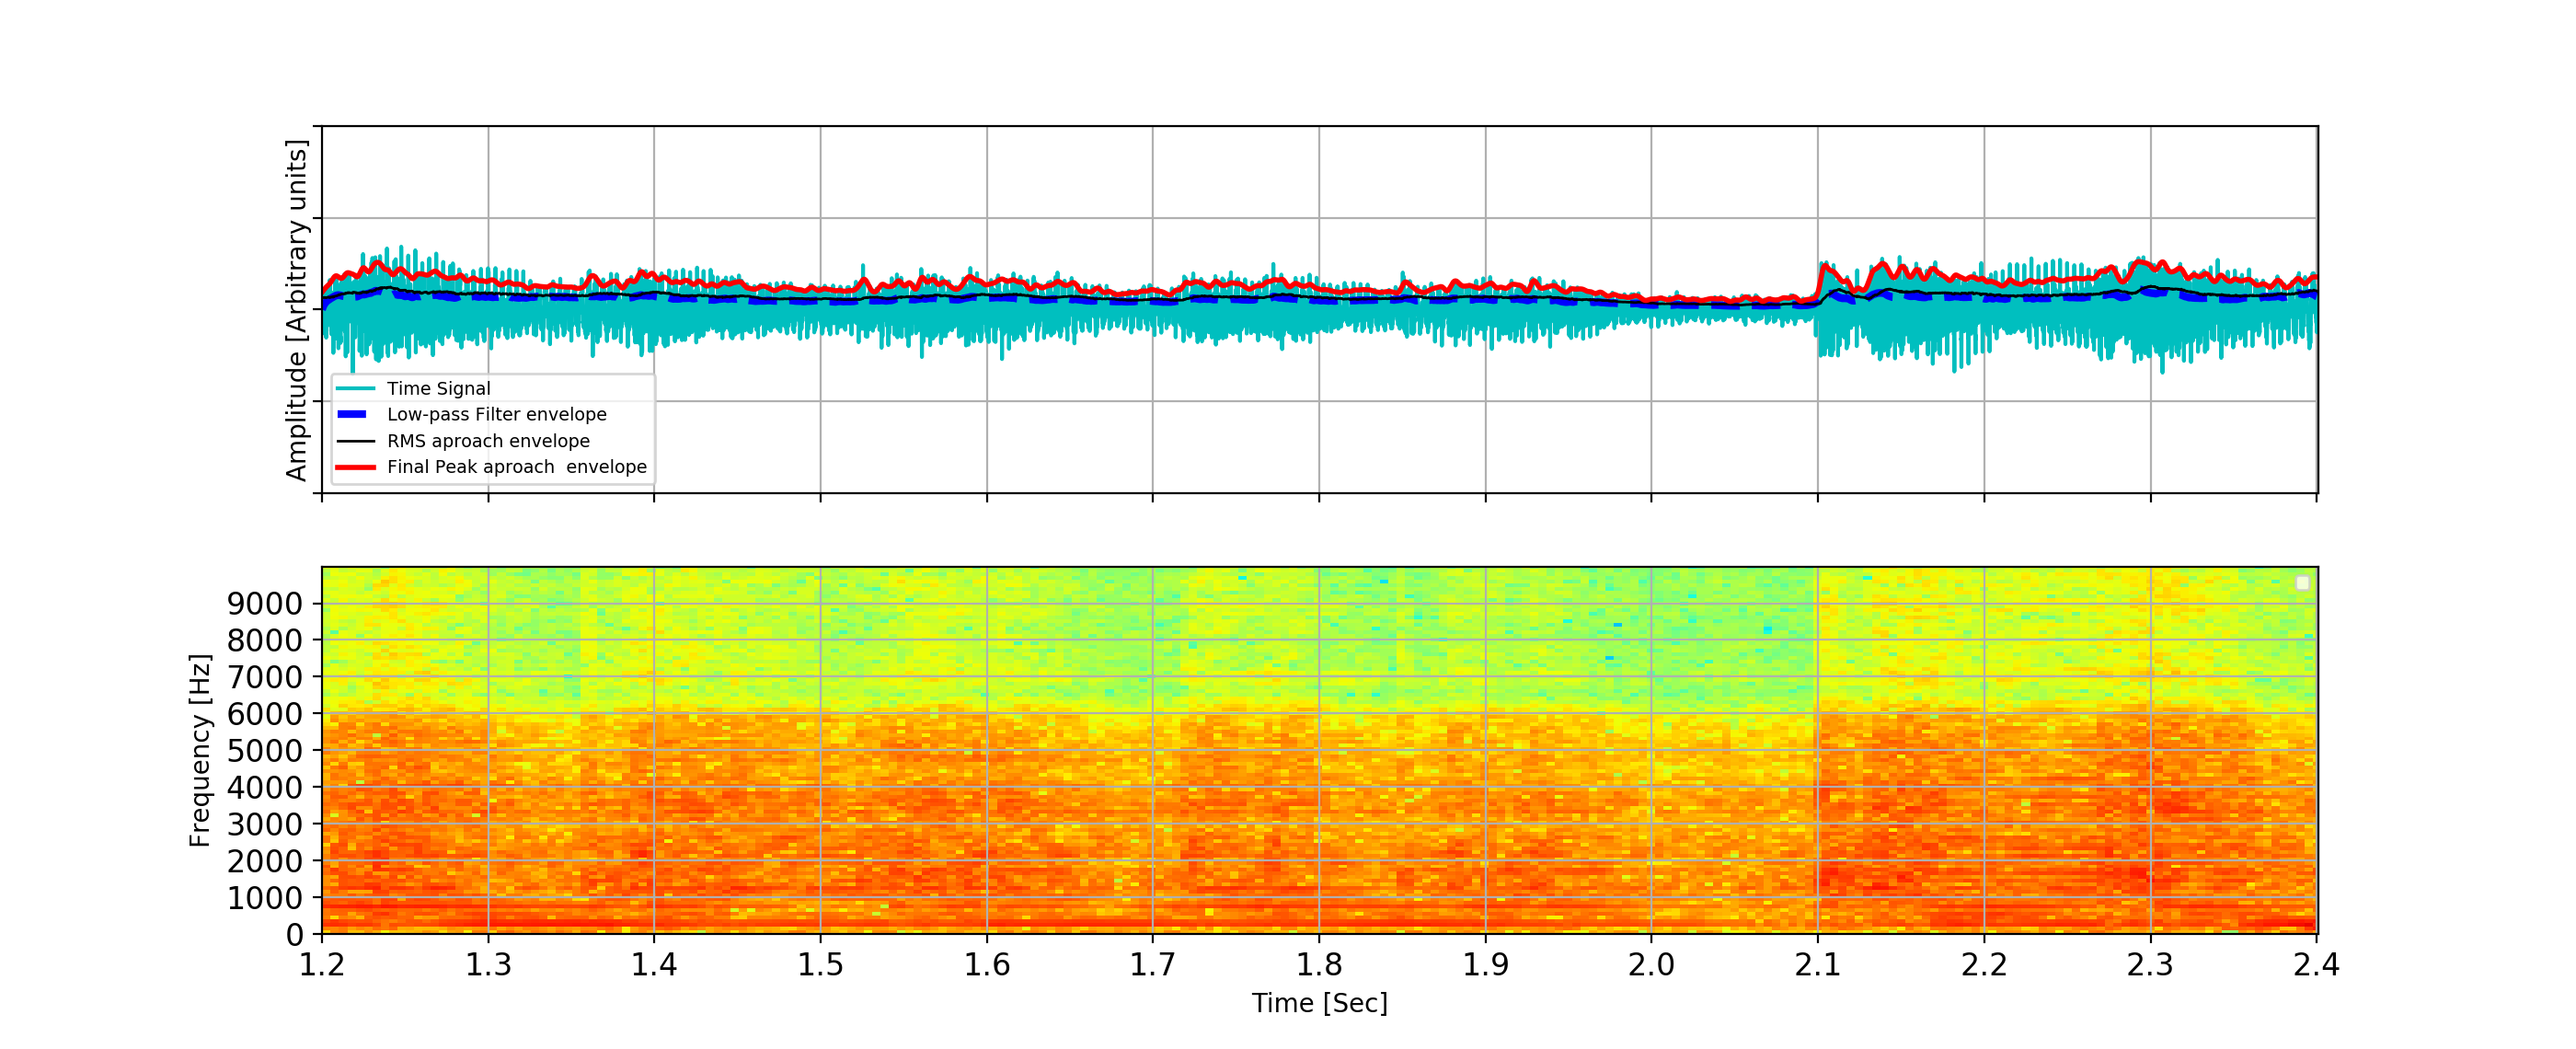 Amplitude [Arbitrary units]
Time Signal
Low-pass Filter envelope
RMS aproach envelope
Final Peak aproach  envelope
Frequency [Hz]
9000
8000
7000
6000
5000
4000
3000
2000
1000
0
1.2 1.3 1.4 1.5 1.6 1.7 1.8 1.9 2.0 2.1 2.2 2.3 2.4
Time [Sec]